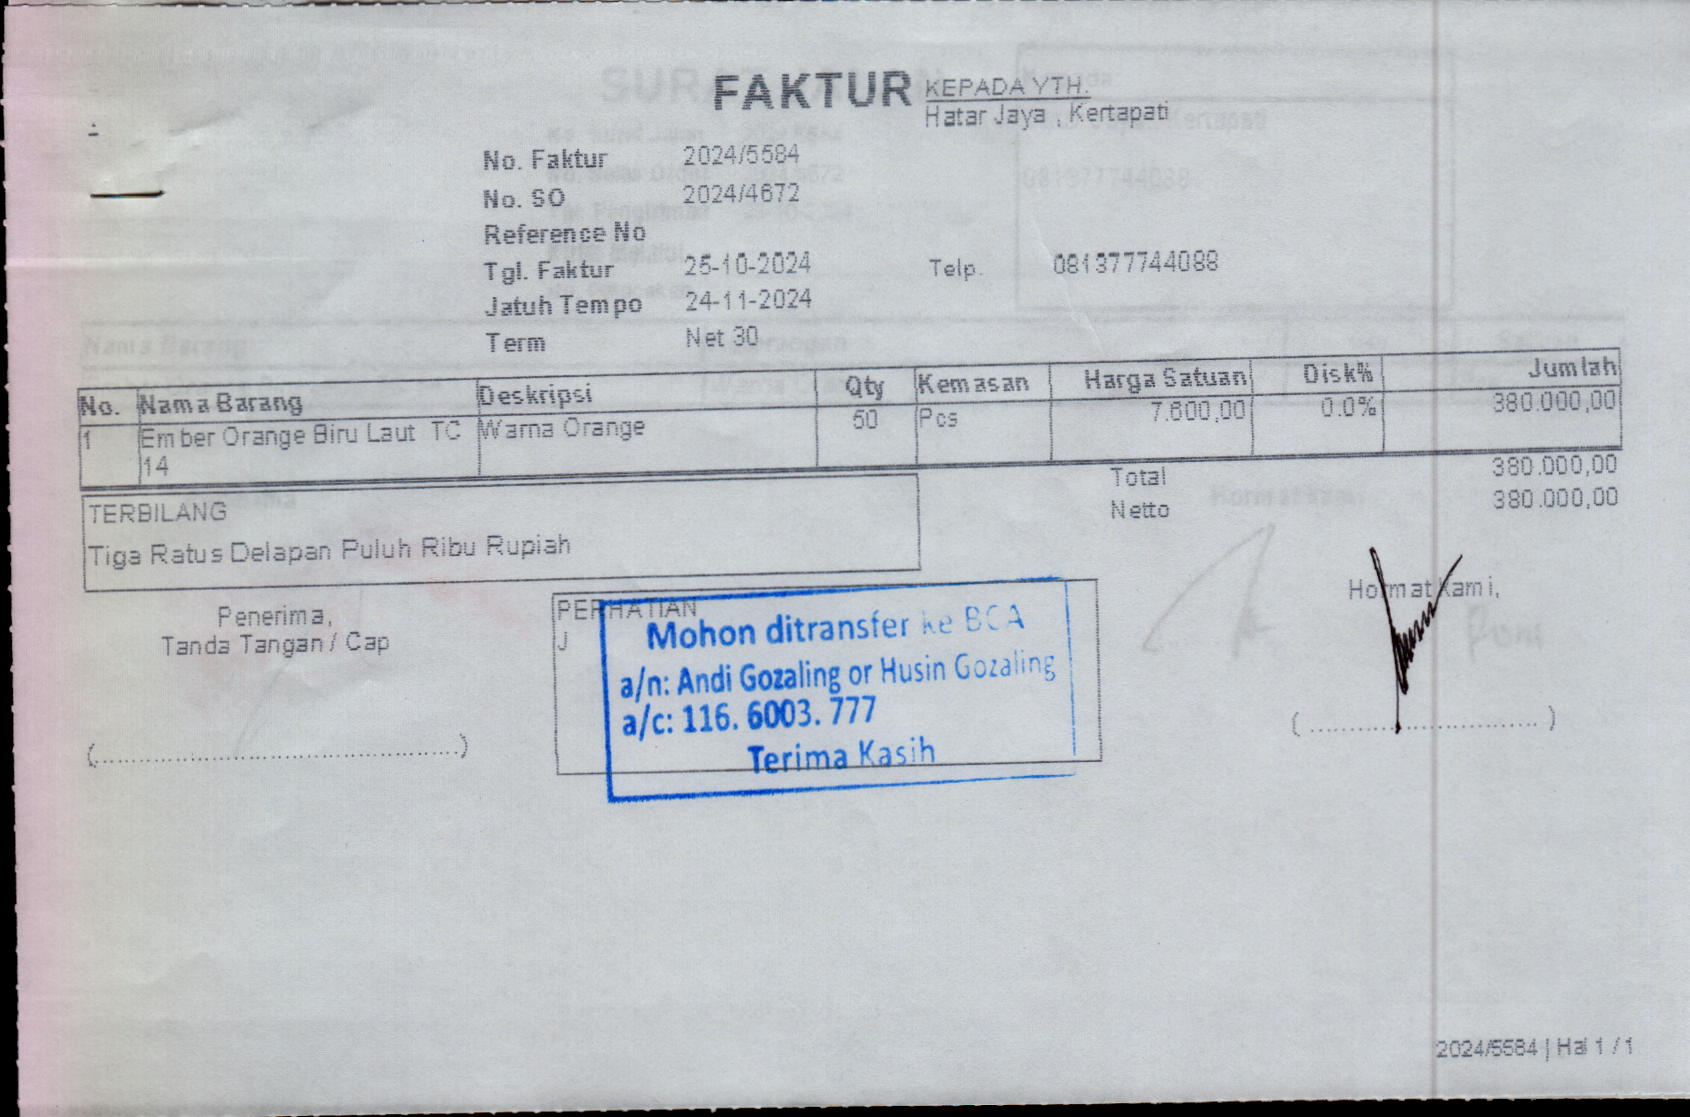 FAKTUR
KEPADA YTH.
Hatar Jaya , Kertapati
No. Faktur 2024/5584
No. SO 2024/4672
Reference No
Tgl. Faktur 25-10-2024
Telp. 081377744088
Jatuh Tempo 24-11-2024
Term Net 30
No. Nama Barang Deskripsi Qty Kemasan Harga Satuan Disk% Jumlah
1 Ember Orange Biru Laut TC Warna Orange 50 Pcs 7.600,00 0.0% 380.000,00
14
Total 380.000,00
Netto 380.000,00
TERBILANG
Tiga Ratus Delapan Puluh Ribu Rupiah
Penerima,
Tanda Tangan / Cap
(....................................................)
PERHATIAN
J
Mohon ditransfer ke BCA
a/n: Andi Gozaling or Husin Gozaling
a/c: 116. 6003. 777
Terima Kasih
Hormat Kami,
(................................)
2024/5584 | Hal 1 / 1